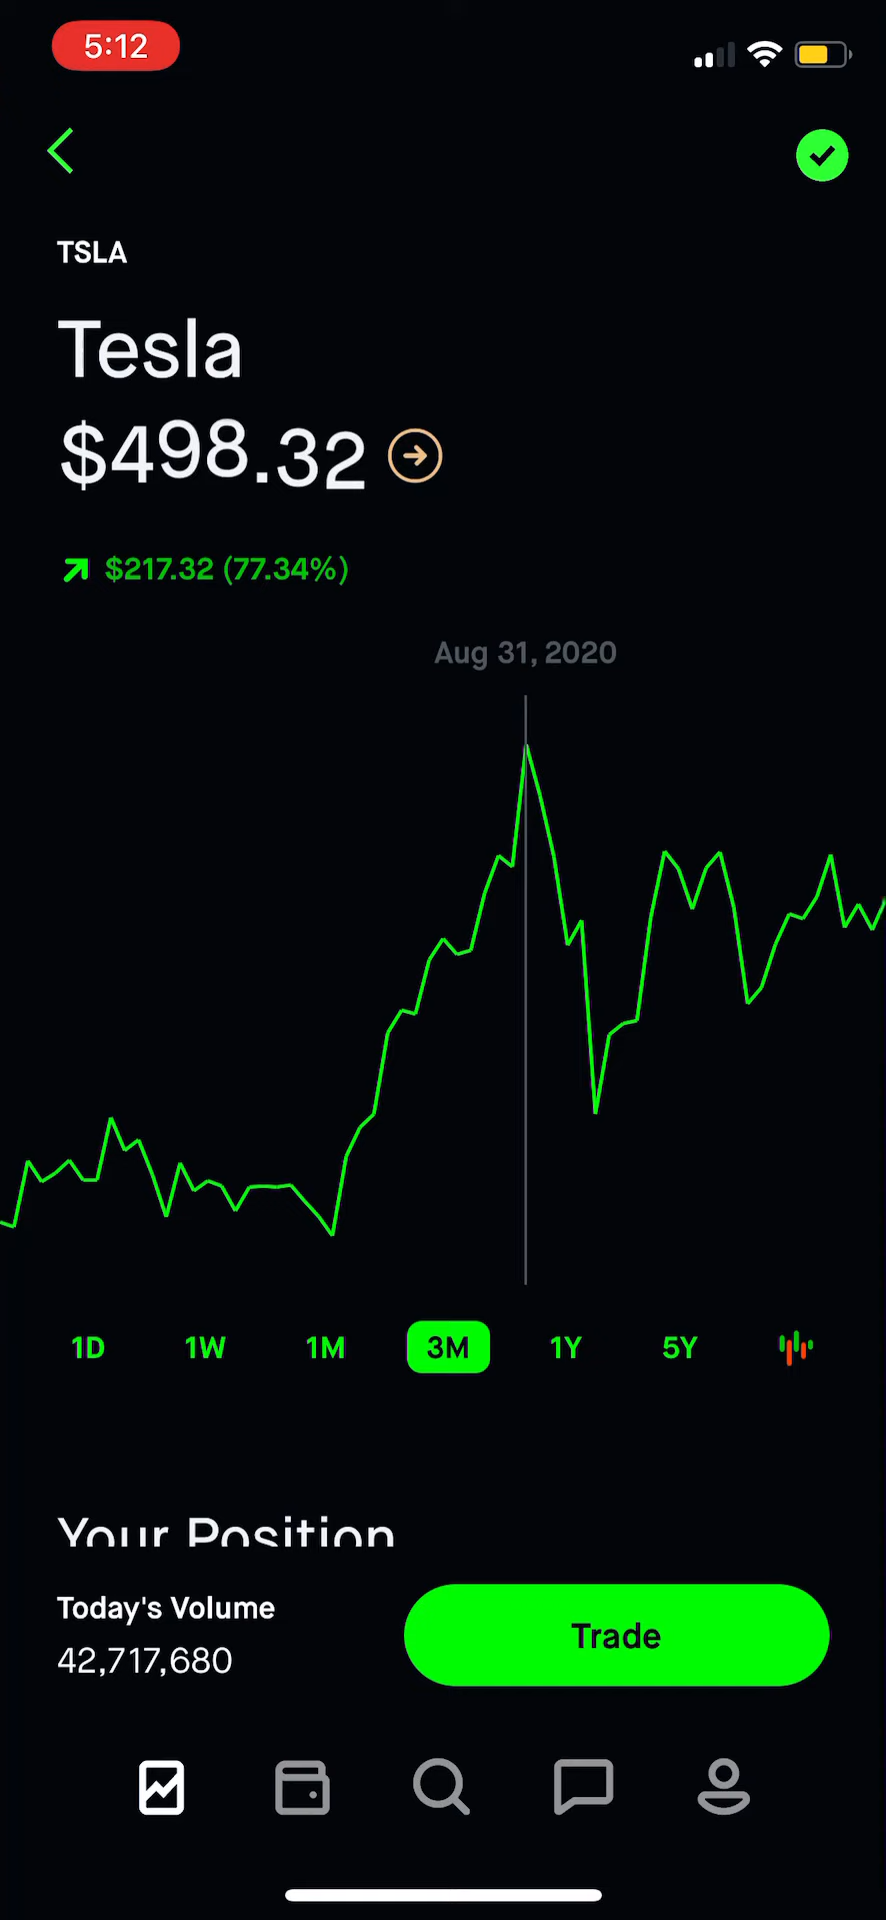 5:12
TSLA
Tesla
$498.32
$217.32 (77.34%)
Aug 31, 2020
1D 1W 1M 3M 1Y 5Y
Your Position
Today's Volume
42,717,680
Trade